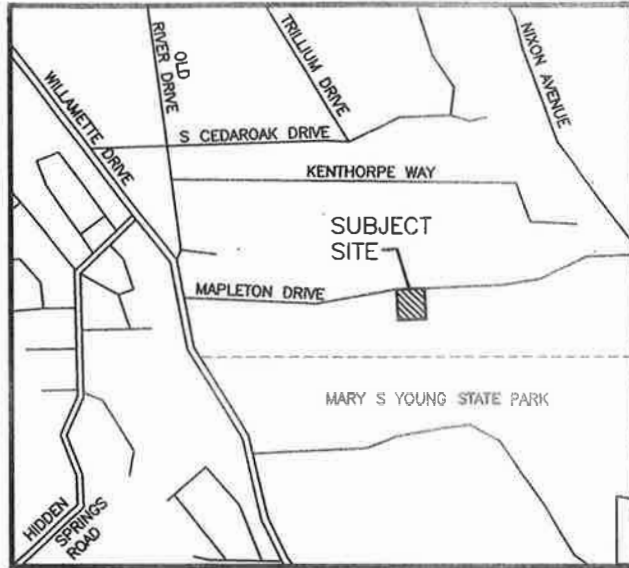 OLD
RIVER DRIVE
TRILLIUM DRIVE
NIXON AVENUE
WILLAMETTE DRIVE
S CEDAROAK DRIVE
KENTHORPE WAY
SUBJECT
SITE
MAPLETON DRIVE
MARY S YOUNG STATE PARK
HIDDEN
SPRINGS
ROAD